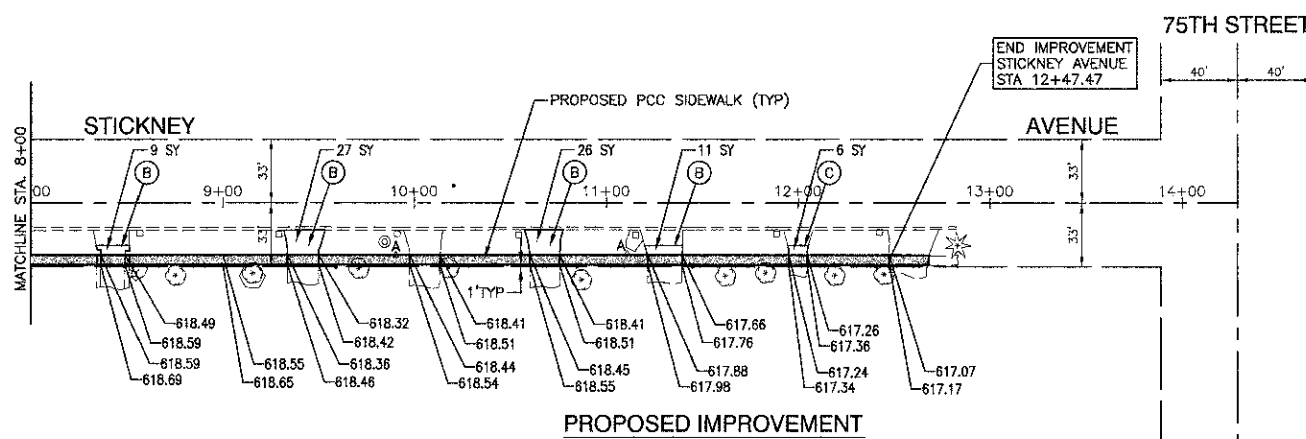 75TH STREET
END IMPROVEMENT
STICKNEY AVENUE
STA 12+47.47
40'
40'
PROPOSED PCC SIDEWALK (TYP)
STICKNEY
AVENUE
MATCHLINE STA. 8+00
9 SY
27 SY
26 SY
11 SY
6 SY
B
B
B
B
C
33'
33'
33'
33'
00
9+00
10+00
11+00
12+00
13+00
14+00
A
A
1'TYP
618.49
618.59
618.59
618.69
618.55
618.65
618.32
618.42
618.36
618.46
618.41
618.51
618.44
618.54
618.41
618.51
618.45
618.55
617.66
617.76
617.88
617.98
617.26
617.36
617.24
617.34
617.07
617.17
PROPOSED IMPROVEMENT